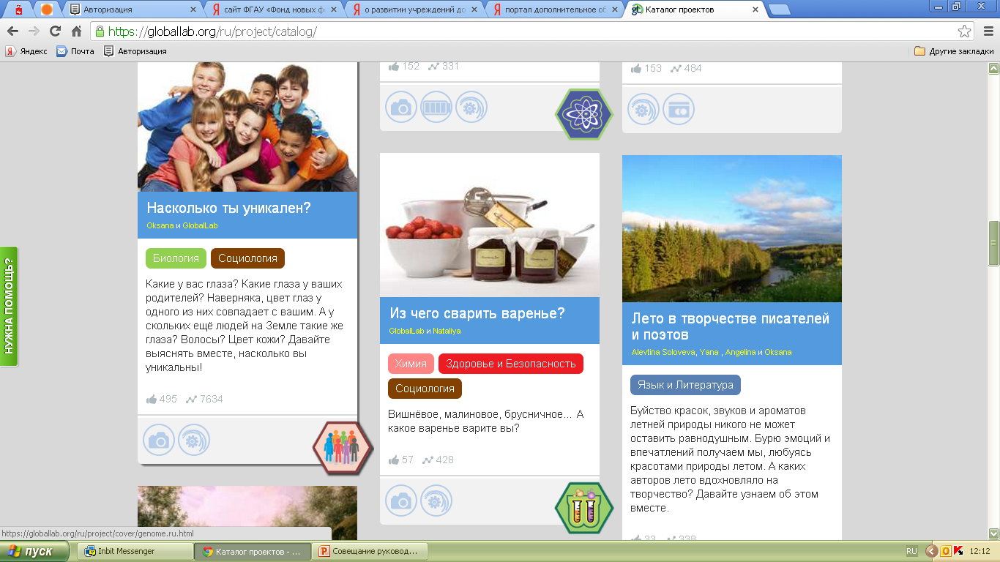 Авторизация
сайт ФГАУ «Фонд новых ф
о развитии учреждений до
портал дополнительное об
Каталог проектов
https://globallab.org/ru/project/catalog/
Яндекс
Почта
Авторизация
Другие закладки
НУЖНА ПОМОЩЬ?
Насколько ты уникален?
Oksana и GlobalLab
Биология
Социология
Какие у вас глаза? Какие глаза у ваших
родителей? Наверняка, цвет глаз у
одного из них совпадает с вашим. А у
скольких ещё людей на Земле такие же
глаза? Волосы? Цвет кожи? Давайте
выяснять вместе, насколько вы
уникальны!
495 7634
152 331
Из чего сварить варенье?
GlobalLab и Nataliya
Химия
Здоровье и Безопасность
Социология
Вишнёвое, малиновое, брусничное... А
какое варенье варите вы?
57 428
153 484
Лето в творчестве писателей
и поэтов
Alevtina Soloveva, Yana , Angelina и Oksana
Язык и Литература
Буйство красок, звуков и ароматов
летней природы никого не может
оставить равнодушным. Бурю эмоций и
впечатлений получаем мы, любуясь
красотами природы летом. А каких
авторов лето вдохновляло на
творчество? Давайте узнаем об этом
вместе.
33 338
https://globallab.org/ru/project/cover/genome.ru.html
пуск
Inbit Messenger
Каталог проектов - ...
Совещание руковод...
RU
12:12